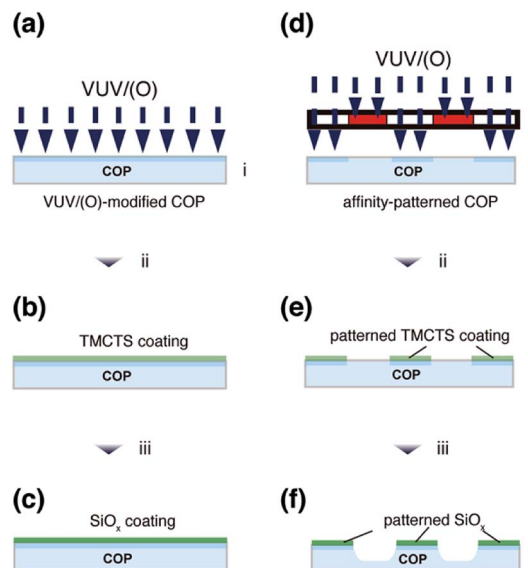 (a)
VUV/(O)
COP
i
VUV/(O)-modified COP
ii
(b)
TMCTS coating
COP
iii
(c)
SiOₓ coating
COP
(d)
VUV/(O)
COP
affinity-patterned COP
ii
(e)
patterned TMCTS coating
COP
iii
(f)
patterned SiOₓ
COP